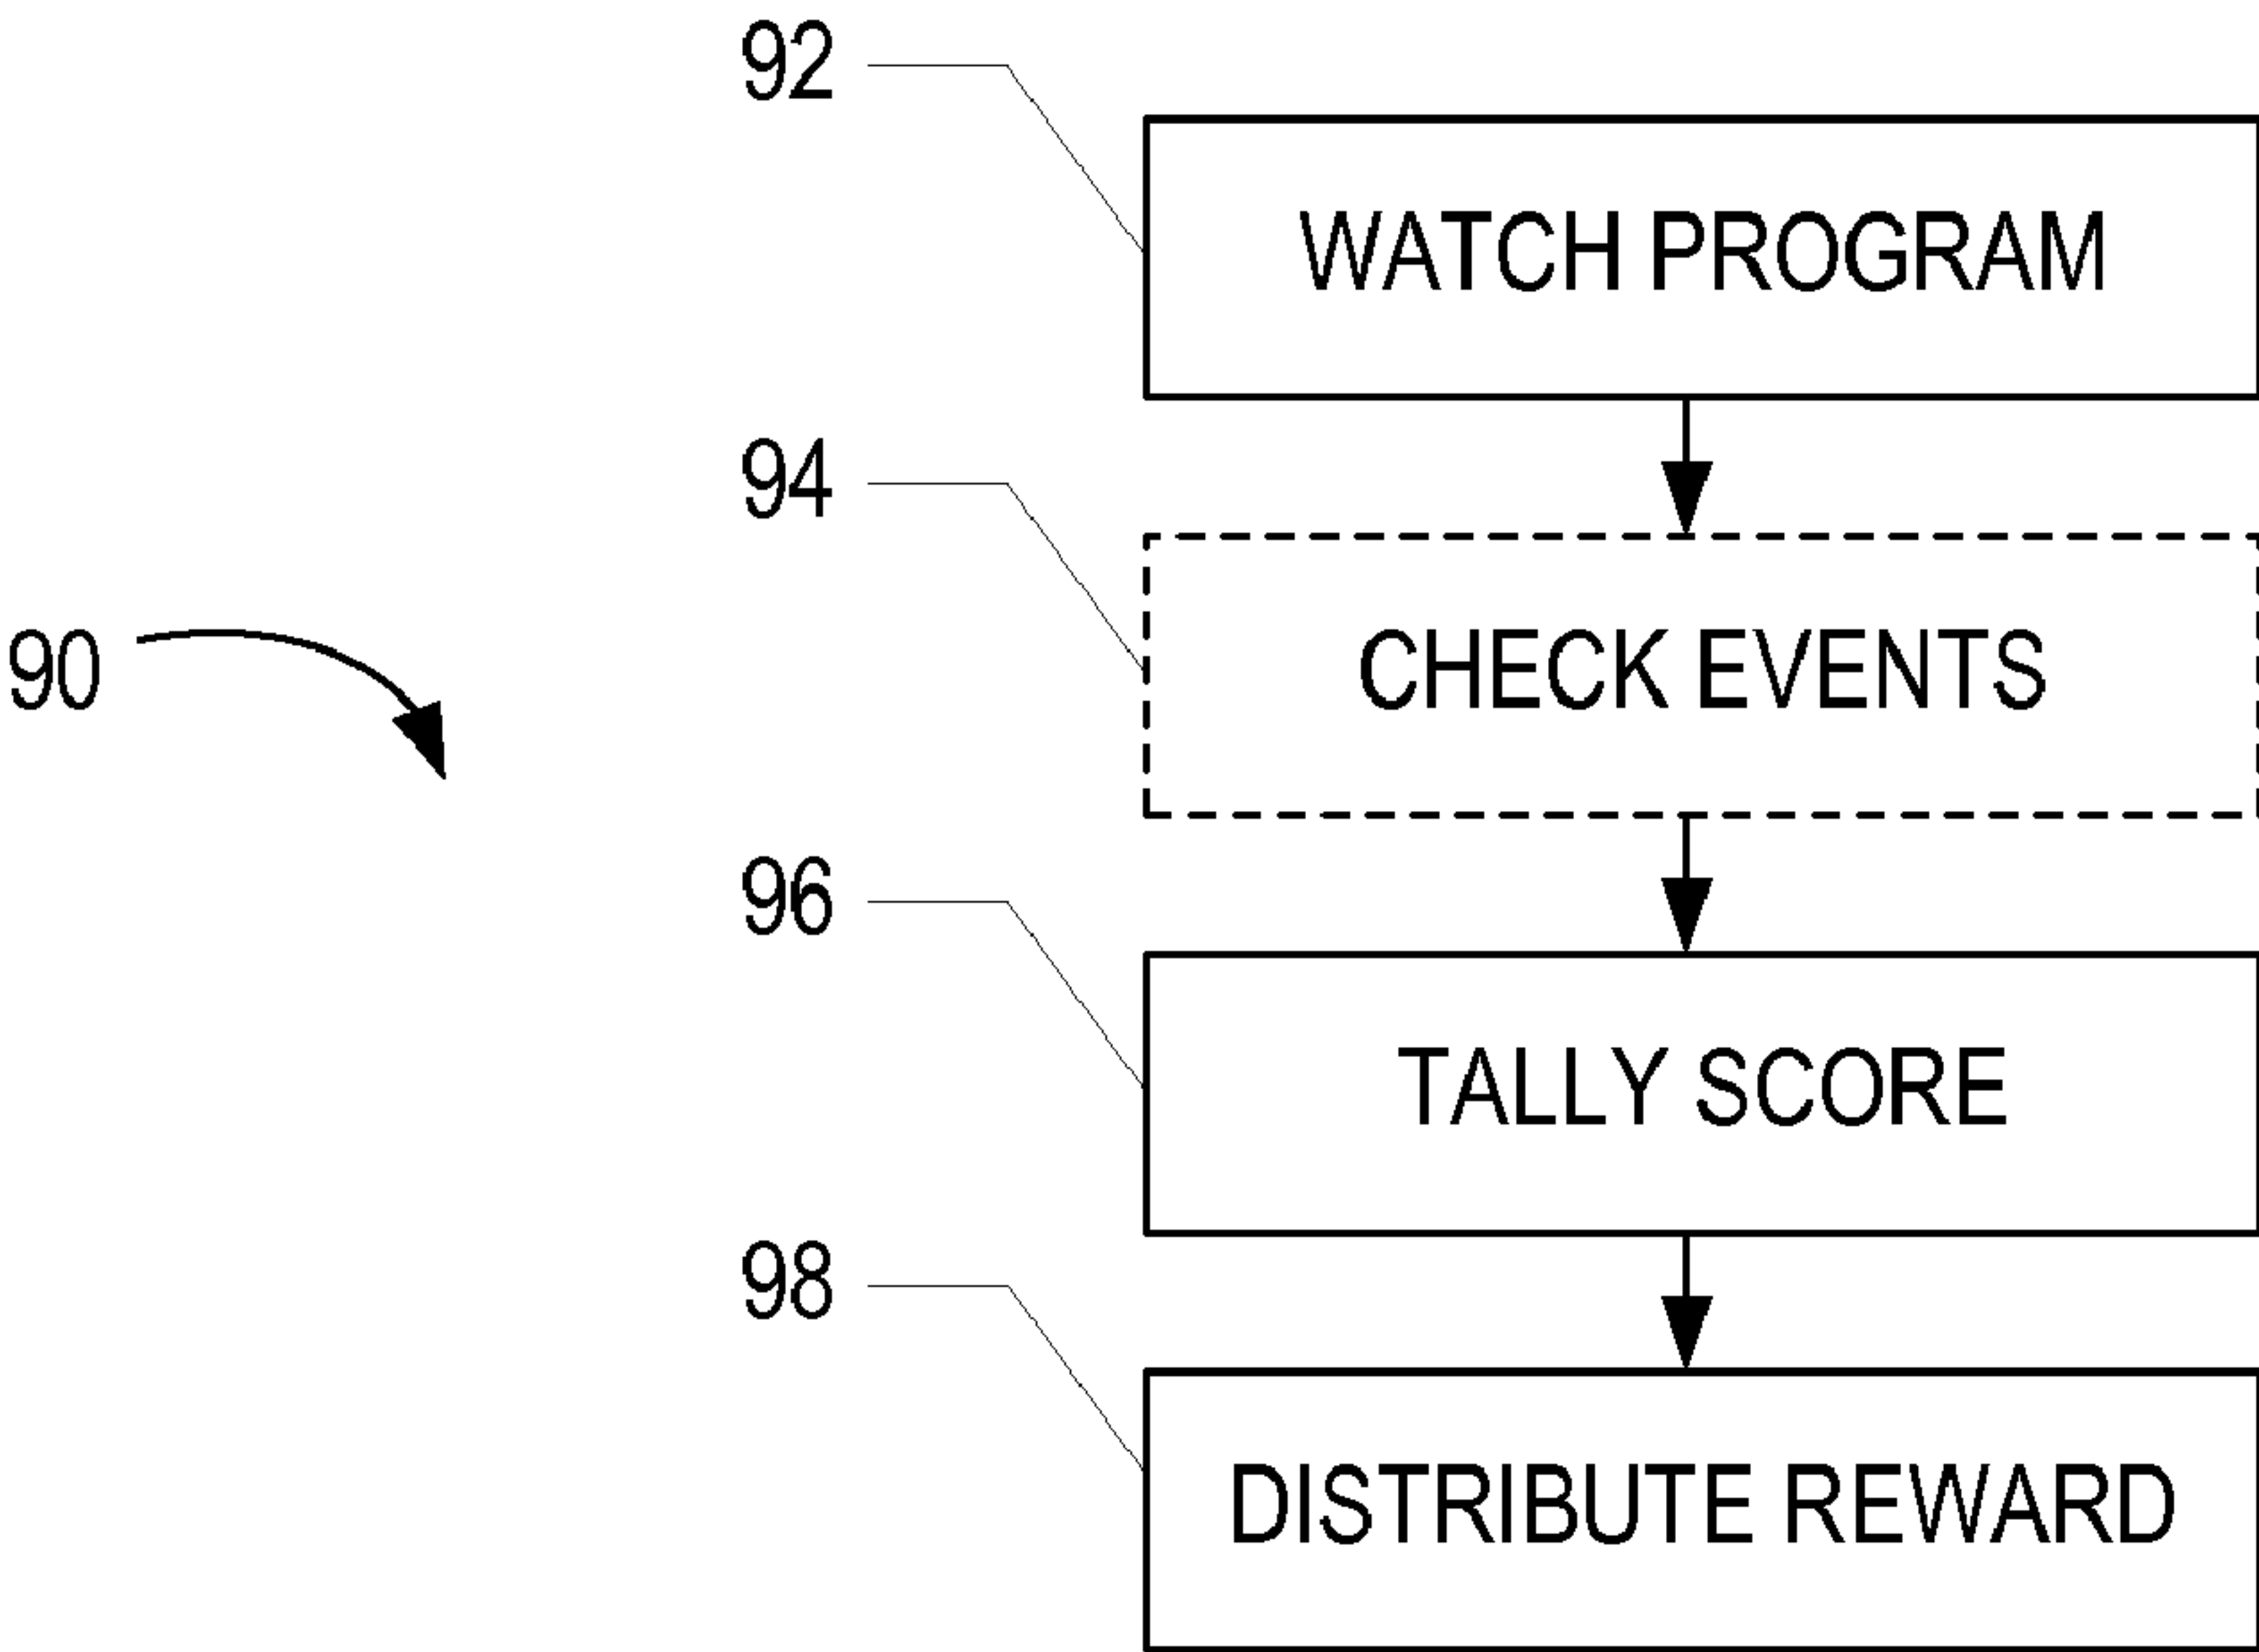 92
WATCH PROGRAM
94
CHECK EVENTS
90
96
TALLY SCORE
98
DISTRIBUTE REWARD